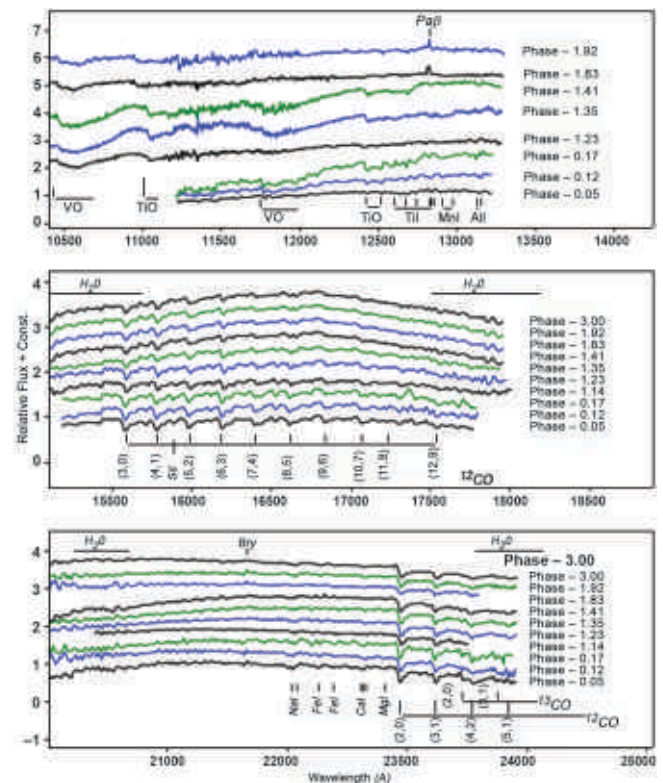 7
6
5
4
3
2
1
0
Paβ
Phase – 1.92
Phase – 1.83
Phase – 1.41
Phase – 1.35
Phase – 1.23
Phase – 0.17
Phase – 0.12
Phase – 0.05
VO
TiO
VO
TiO
TiI
MnI
AlI
10500
11000
11500
12000
12500
13000
13500
14000
Relative Flux + Const.
4
3
2
1
0
H₂0
H₂0
Phase – 3.00
Phase – 1.92
Phase – 1.83
Phase – 1.41
Phase – 1.35
Phase – 1.23
Phase – 1.14
Phase – 0.17
Phase – 0.12
Phase – 0.05
(3,0)
(4,1)
SiI
(5,2)
(6,3)
(7,4)
(8,5)
(9,6)
(10,7)
(11,8)
(12,9)
12CO
15500
16000
16500
17000
17500
18000
18500
4
3
2
1
0
–1
H₂0
Brγ
H₂0
Phase – 3.00
Phase – 3.00
Phase – 1.92
Phase – 1.83
Phase – 1.41
Phase – 1.35
Phase – 1.23
Phase – 1.14
Phase – 0.17
Phase – 0.12
Phase – 0.05
NaI
FeI
FeI
CaI
MgI
(2,0)
(3,1)
13CO
(2,0)
(3,1)
(4,2)
(5,1)
12CO
21000
22000
23500
24000
25000
Wavelength (A)